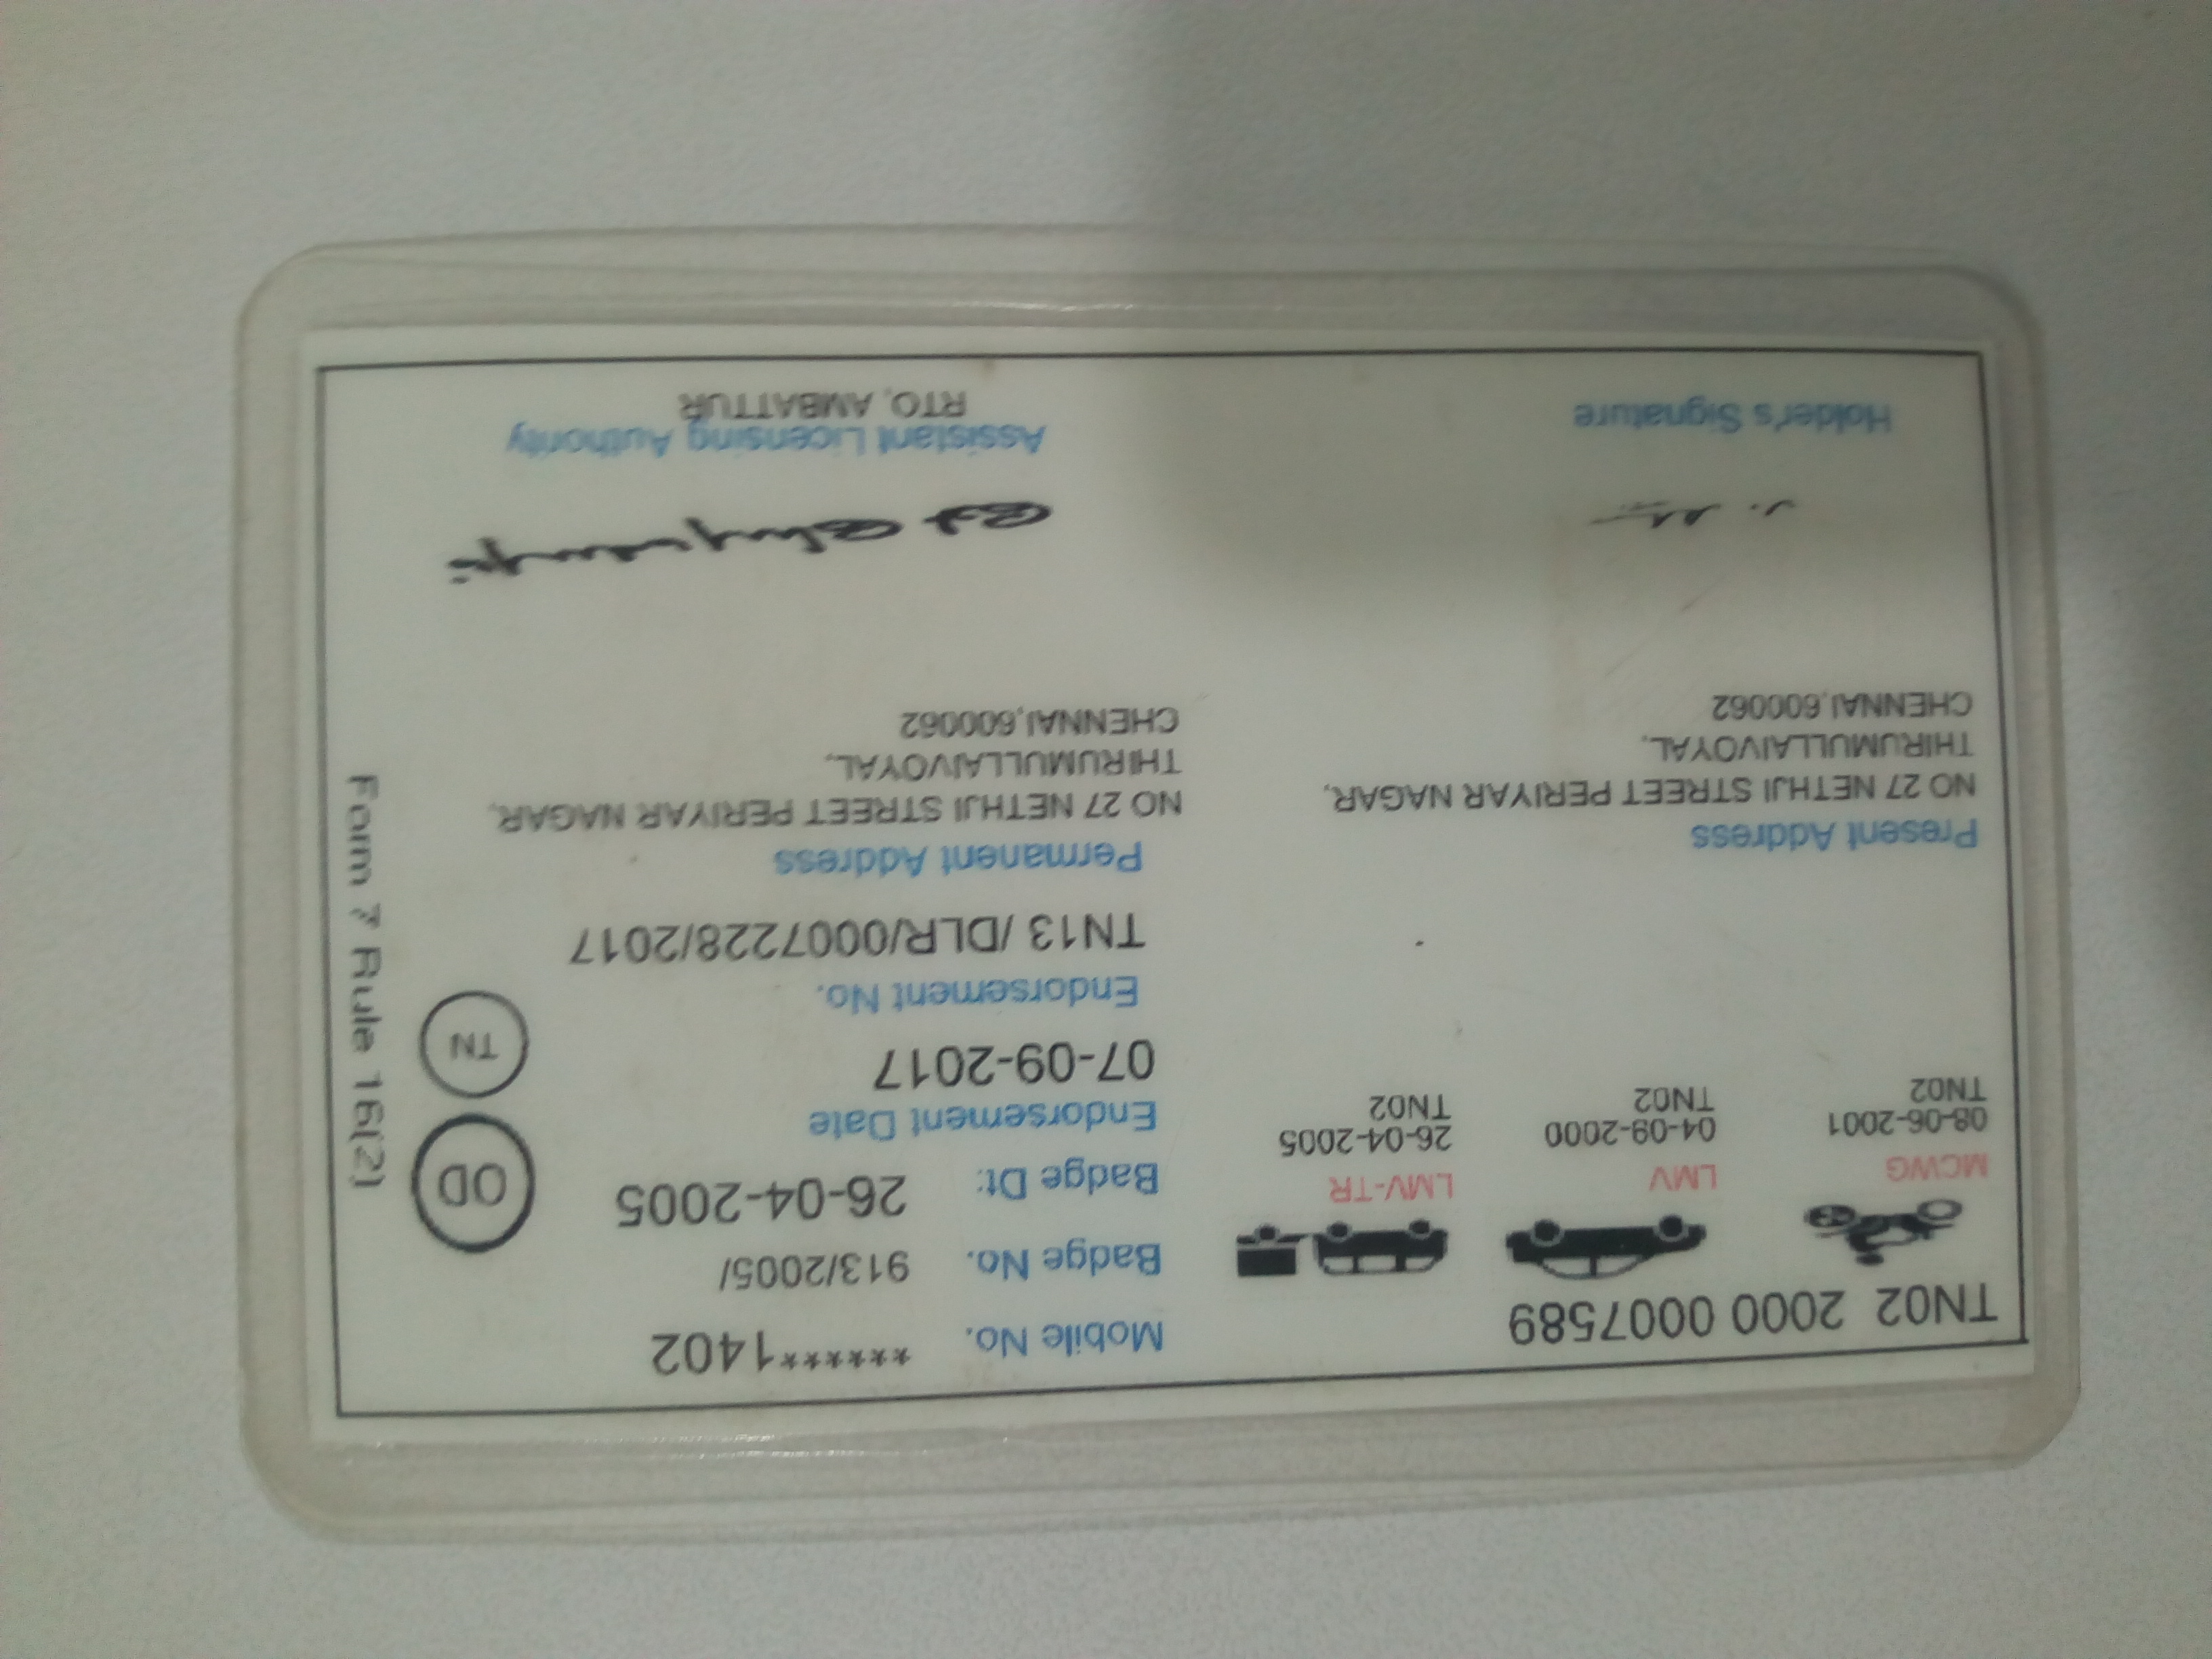 TN02 2000 0007589
MCWG
08-06-2001
TN02
LMV
04-09-2000
TN02
LMV-TR
26-04-2005
TN02
Mobile No. ******1402
Badge No. 913/2005/
Badge Dt: 26-04-2005
Endorsement Date
07-09-2017
Endorsement No.
TN13 /DLR/0007228/2017
OD
TN
Form 7 Rule 16(2)
Present Address
NO 27 NETHJI STREET PERIYAR NAGAR,
THIRUMULLAIVOYAL,
CHENNAI,600062
Permanent Address
NO 27 NETHJI STREET PERIYAR NAGAR,
THIRUMULLAIVOYAL,
CHENNAI,600062
Holder's Signature
Assistant Licensing Authority
RTO, AMBATTUR